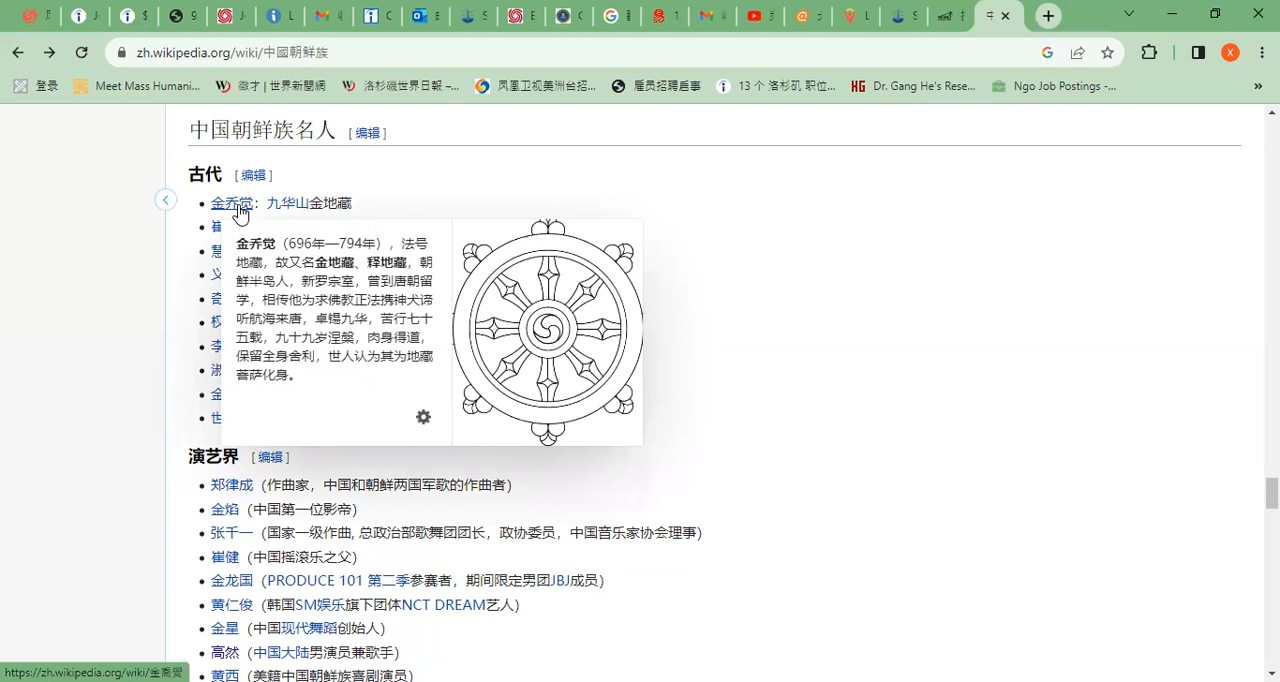 zh.wikipedia.org/wiki/中國朝鮮族
登录
Meet Mass Humani...
徵才 | 世界新聞網
洛杉磯世界日報 –...
凤凰卫视美洲台招...
雇员招聘启事
13 个 洛杉矶 职位...
Dr. Gang He's Rese...
Ngo Job Postings -...
中国朝鲜族名人 [ 编辑 ]
古代 [ 编辑 ]
金乔觉：九华山金地藏
金乔觉（696年—794年），法号
地藏，故又名金地藏、释地藏，朝
鲜半岛人，新罗宗室，曾到唐朝留
学，相传他为求佛教正法携神犬谛
听航海来唐，卓锡九华，苦行七十
五载，九十九岁涅槃，肉身得道，
保留全身舍利，世人认为其为地藏
菩萨化身。
崔
慧
义
奇
权
李
淑
金
世
演艺界 [ 编辑 ]
郑律成（作曲家，中国和朝鲜两国军歌的作曲者）
金焰（中国第一位影帝）
张千一（国家一级作曲, 总政治部歌舞团团长，政协委员，中国音乐家协会理事）
崔健（中国摇滚乐之父）
金龙国（PRODUCE 101 第二季参赛者，期间限定男团JBJ成员）
黄仁俊（韩国SM娱乐旗下团体NCT DREAM艺人）
金星（中国现代舞蹈创始人）
高然（中国大陆男演员兼歌手）
黄西（美籍中国朝鲜族喜剧演员）
https://zh.wikipedia.org/wiki/金喬覺